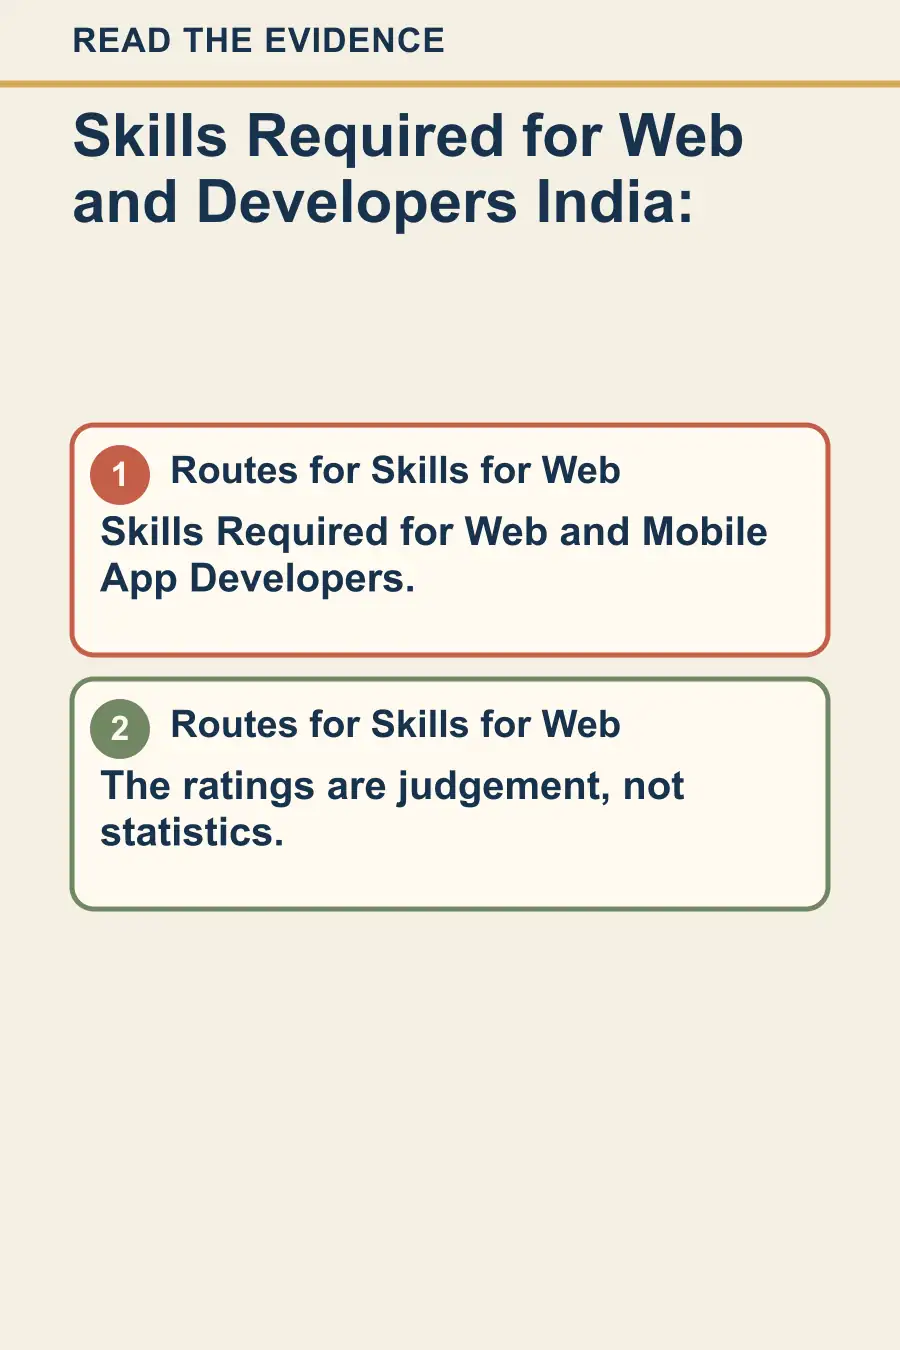 READ THE EVIDENCE
Skills Required for Web
and Developers India:
1
Routes for Skills for Web
Skills Required for Web and Mobile
App Developers.
2
Routes for Skills for Web
The ratings are judgement, not
statistics.